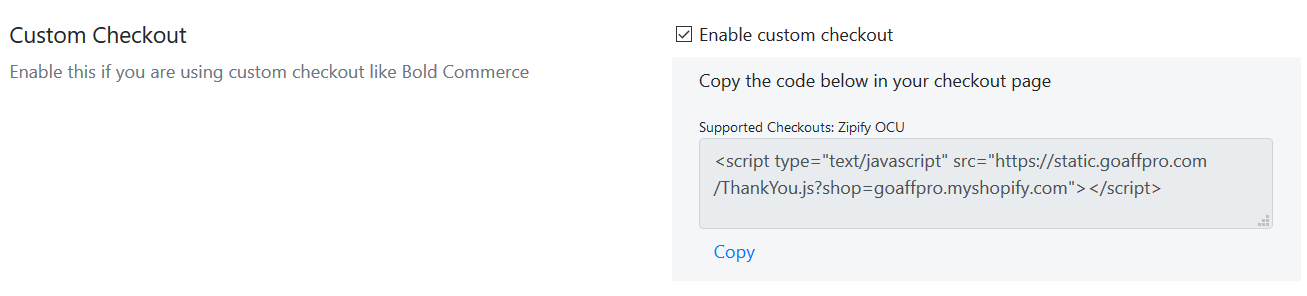 Custom Checkout
Enable this if you are using custom checkout like Bold Commerce
Enable custom checkout
Copy the code below in your checkout page
Supported Checkouts: Zipify OCU
<script type="text/javascript" src="https://static.goaffpro.com
/ThankYou.js?shop=goaffpro.myshopify.com"></script>
Copy